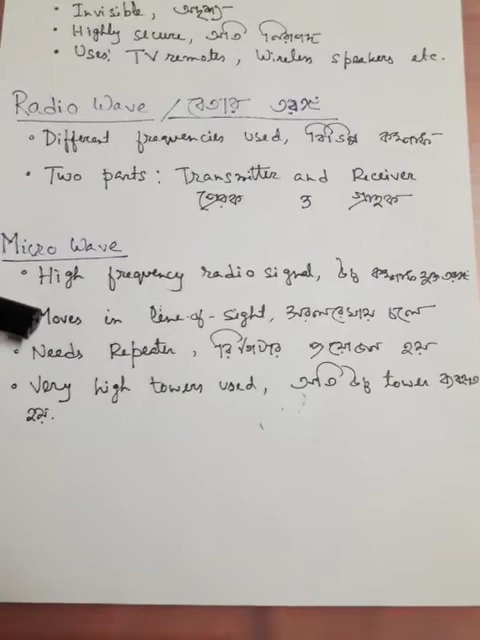 • Invisible, অদৃশ্য
• Highly secure, অতি নিরাপদ
• Uses: TV remotes, Wireless speakers etc.
Radio Wave / বেতার তরঙ্গ
• Different frequencies used, বিভিন্ন কম্পাঙ্ক
• Two parts: Transmitter and Receiver
প্রেরক ও গ্রাহক
Micro Wave
• High frequency radio signal, উচ্চ কম্পাঙ্ক যুক্ত তরঙ্গ
Moves in line-of-sight, সরলরেখায় চলে
• Needs Repeater, রিপিটার প্রয়োজন হয়
• Very high towers used, অতি উচ্চ tower ব্যবহৃত
হয়.